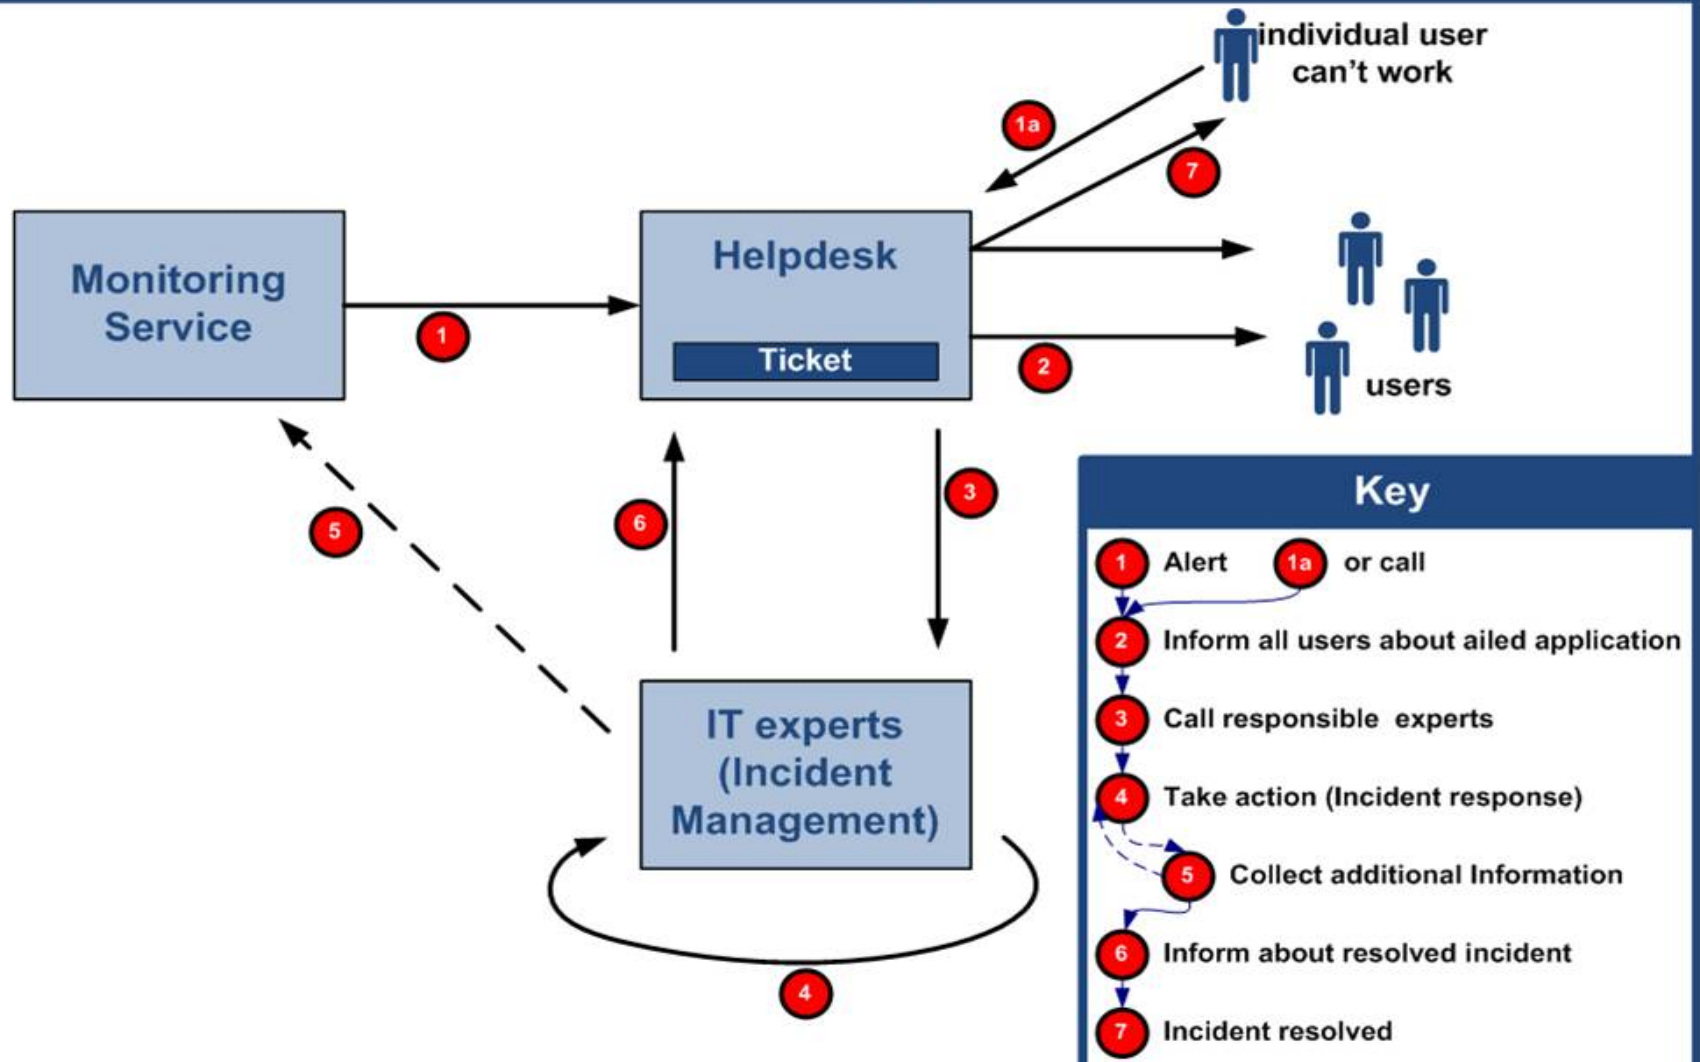 individual user
can't work
1a
7
Monitoring
Service
1
Helpdesk
Ticket
2
users
5
6
3
IT experts
(Incident
Management)
4
Key
1 Alert 1a or call
2 Inform all users about ailed application
3 Call responsible experts
4 Take action (Incident response)
5 Collect additional Information
6 Inform about resolved incident
7 Incident resolved